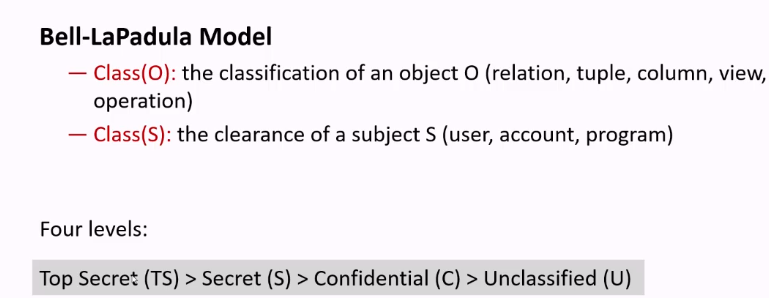 Bell-LaPadula Model
— Class(O): the classification of an object O (relation, tuple, column, view,
operation)
— Class(S): the clearance of a subject S (user, account, program)
Four levels:
Top Secret (TS) > Secret (S) > Confidential (C) > Unclassified (U)